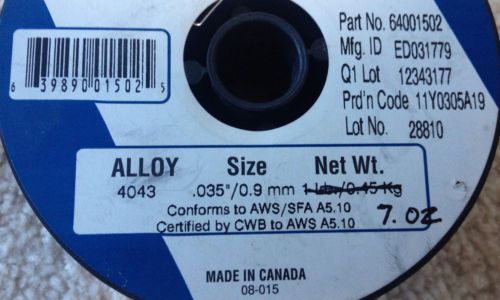 Part No. 64001502
Mfg. ID ED031779
Q1 Lot 12343177
Prd'n Code 11Y0305A19
Lot No. 28810
6 39890 01502 5
ALLOY Size Net Wt.
4043 .035"/0.9 mm 1 Lb./0.45 Kg
Conforms to AWS/SFA A5.10 7.02
Certified by CWB to AWS A5.10
MADE IN CANADA
08-015